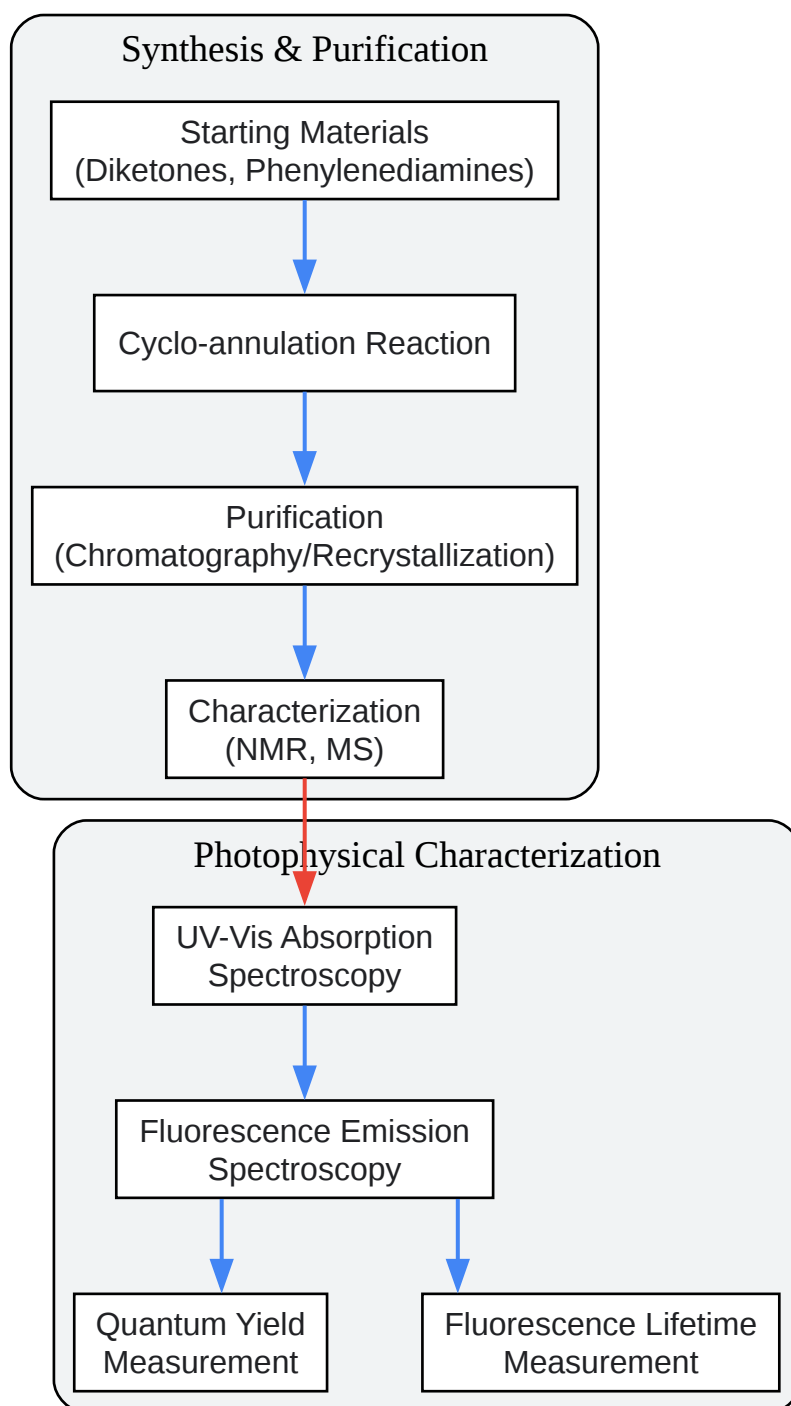 Synthesis & Purification
Starting Materials
(Diketones, Phenylenediamines)
Cyclo-annulation Reaction
Purification
(Chromatography/Recrystallization)
Characterization
(NMR, MS)
Photophysical Characterization
UV-Vis Absorption
Spectroscopy
Fluorescence Emission
Spectroscopy
Quantum Yield
Measurement
Fluorescence Lifetime
Measurement